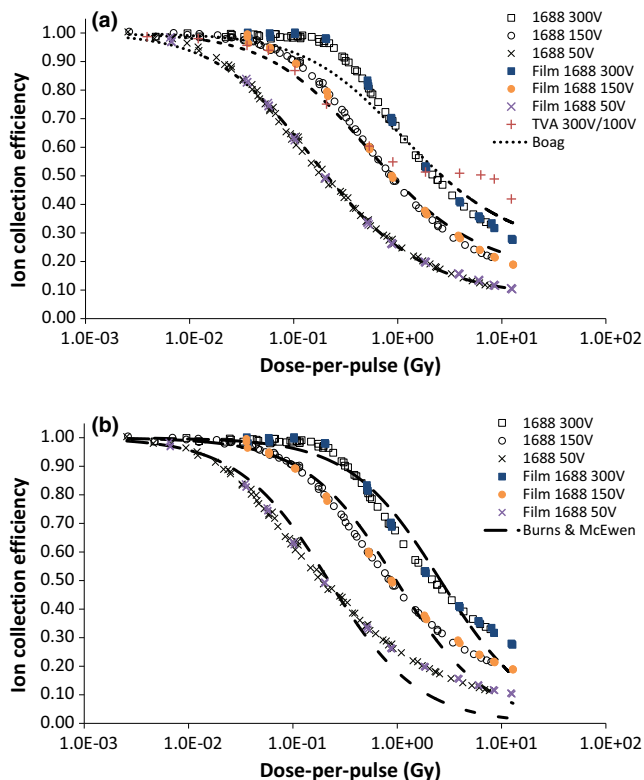 (a)
Ion collection efficiency
1.00
0.90
0.80
0.70
0.60
0.50
0.40
0.30
0.20
0.10
0.00
1688 300V
1688 150V
1688 50V
Film 1688 300V
Film 1688 150V
Film 1688 50V
TVA 300V/100V
Boag
1.0E-03 1.0E-02 1.0E-01 1.0E+00 1.0E+01 1.0E+02
Dose-per-pulse (Gy)
(b)
Ion collection efficiency
1.00
0.90
0.80
0.70
0.60
0.50
0.40
0.30
0.20
0.10
0.00
1688 300V
1688 150V
1688 50V
Film 1688 300V
Film 1688 150V
Film 1688 50V
Burns & McEwen
1.0E-03 1.0E-02 1.0E-01 1.0E+00 1.0E+01 1.0E+02
Dose-per-pulse (Gy)